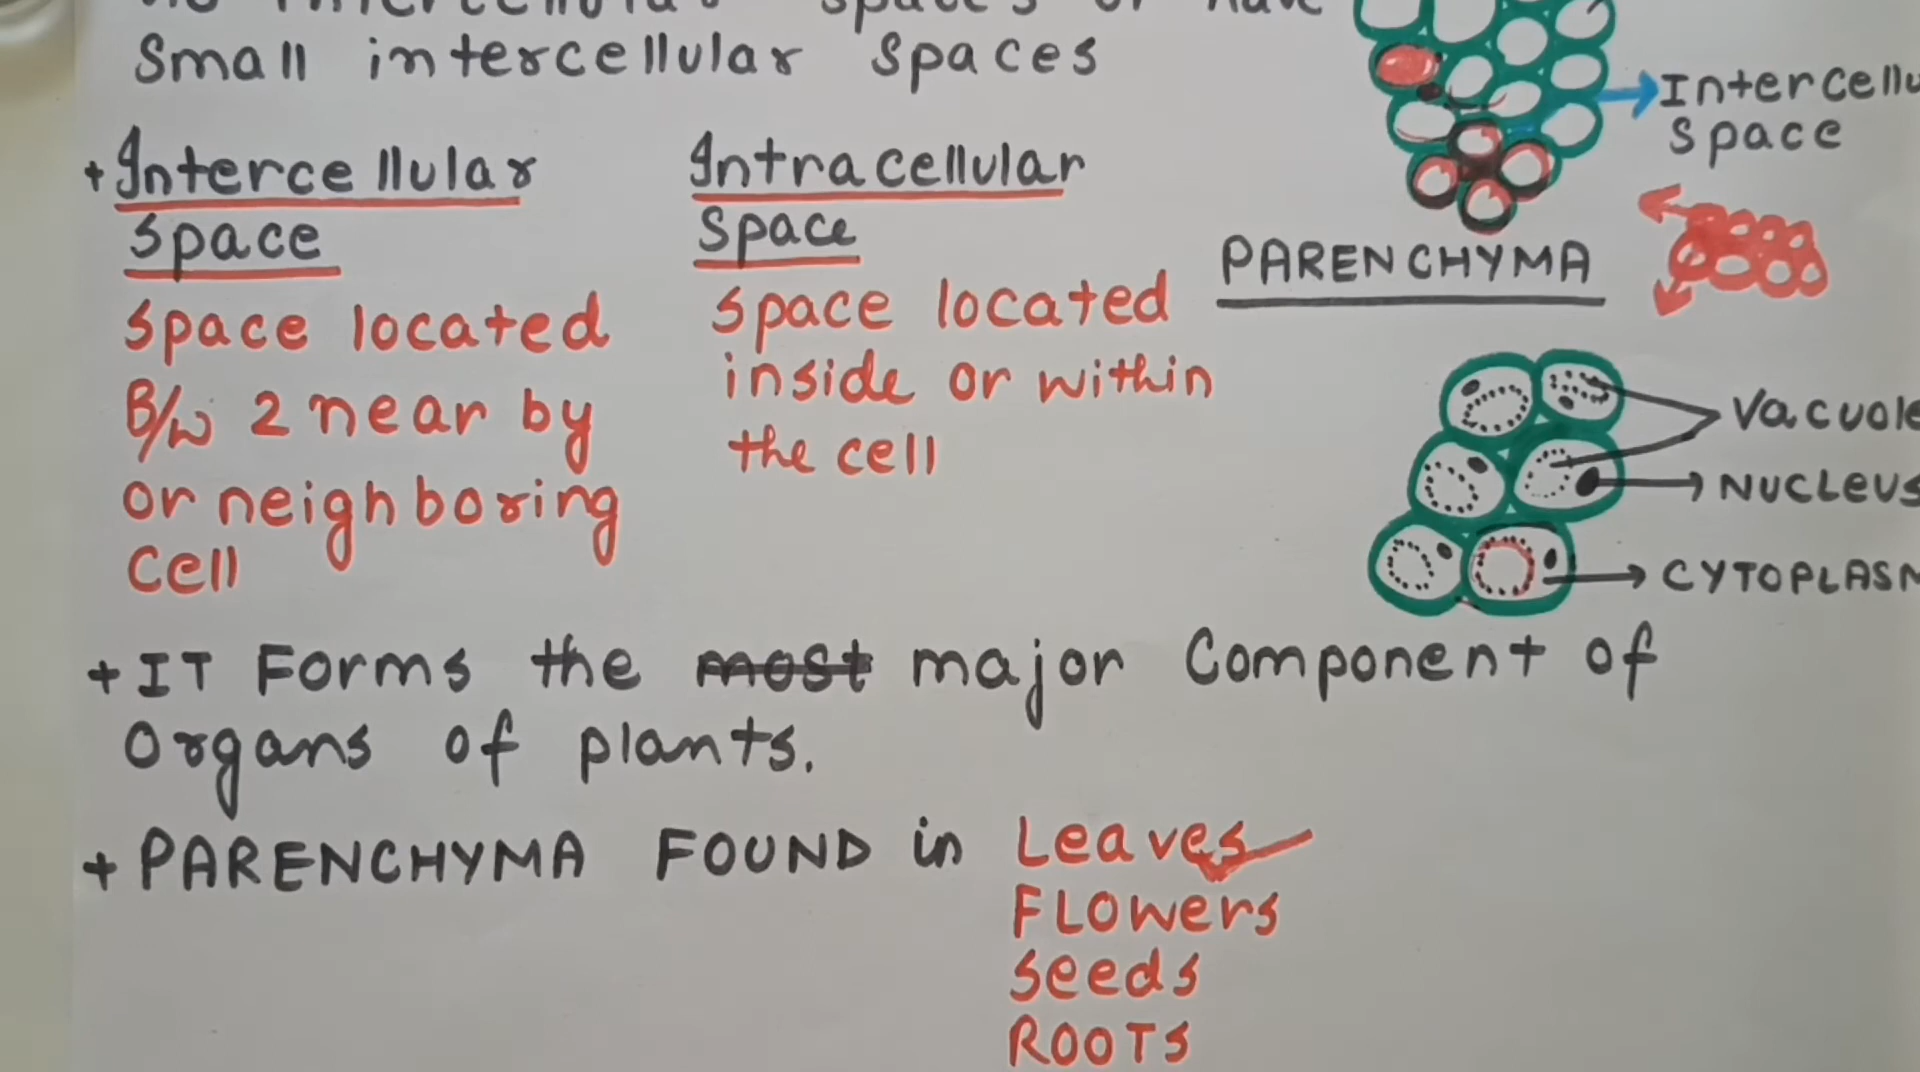 Small intercellular spaces
Intercellu
Space
+ Intercellular
Space
Space located
B/w 2 near by
or neighboring
Cell
Intracellular
Space
Space located
inside or within
the cell
PARENCHYMA
Vacuole
NUCLEUS
CYTOPLASM
+ IT Forms the most major Component of
Organs of plants.
+ PARENCHYMA FOUND in Leaves
FLOWERS
Seeds
ROOTS